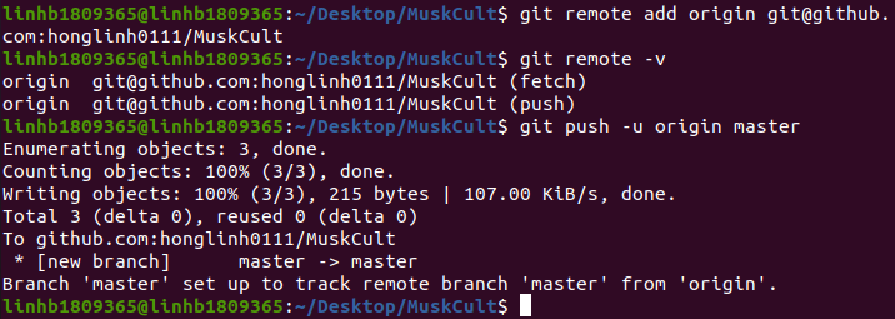 linhb1809365@linhb1809365:~/Desktop/MuskCult$ git remote add origin git@github.
com:honglinh0111/MuskCult
linhb1809365@linhb1809365:~/Desktop/MuskCult$ git remote -v
origin  git@github.com:honglinh0111/MuskCult (fetch)
origin  git@github.com:honglinh0111/MuskCult (push)
linhb1809365@linhb1809365:~/Desktop/MuskCult$ git push -u origin master
Enumerating objects: 3, done.
Counting objects: 100% (3/3), done.
Writing objects: 100% (3/3), 215 bytes | 107.00 KiB/s, done.
Total 3 (delta 0), reused 0 (delta 0)
To github.com:honglinh0111/MuskCult
 * [new branch]      master -> master
Branch 'master' set up to track remote branch 'master' from 'origin'.
linhb1809365@linhb1809365:~/Desktop/MuskCult$